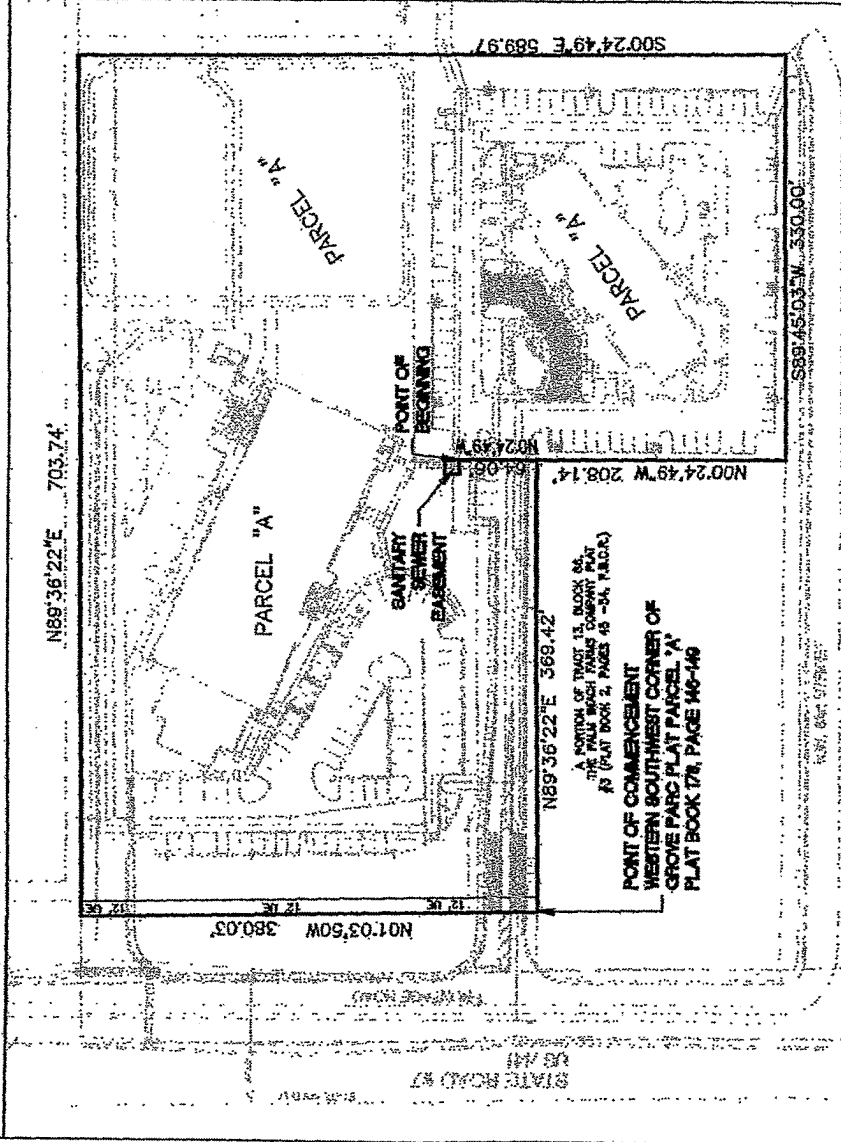 N89°36'22"E 703.74'
S00°24'49"E 589.97'
PARCEL "A"
PARCEL "A"
PARCEL "A"
POINT OF
BEGINNING
SANITARY
SEWER
EASEMENT
N0°24'49"W
64.06'
N00°24'49"W 208.14'
S89°45'03"W 330.00'
N89°36'22"E 369.42'
12' UE
12' UE
12' UE
N01°03'50W
380.03'
A PORTION OF TRACT 13, BLOCK
THE PALM BEACH FARMS COMPANY PLAT
#3 (PLAT BOOK 2, PAGES 45 -54, P.B.C.R.)
POINT OF COMMENCEMENT
WESTERN SOUTHWEST CORNER OF
GROVE PARC PLAT PARCEL "A"
PLAT BOOK 178, PAGE 146-149
STATE ROAD #7
US 441